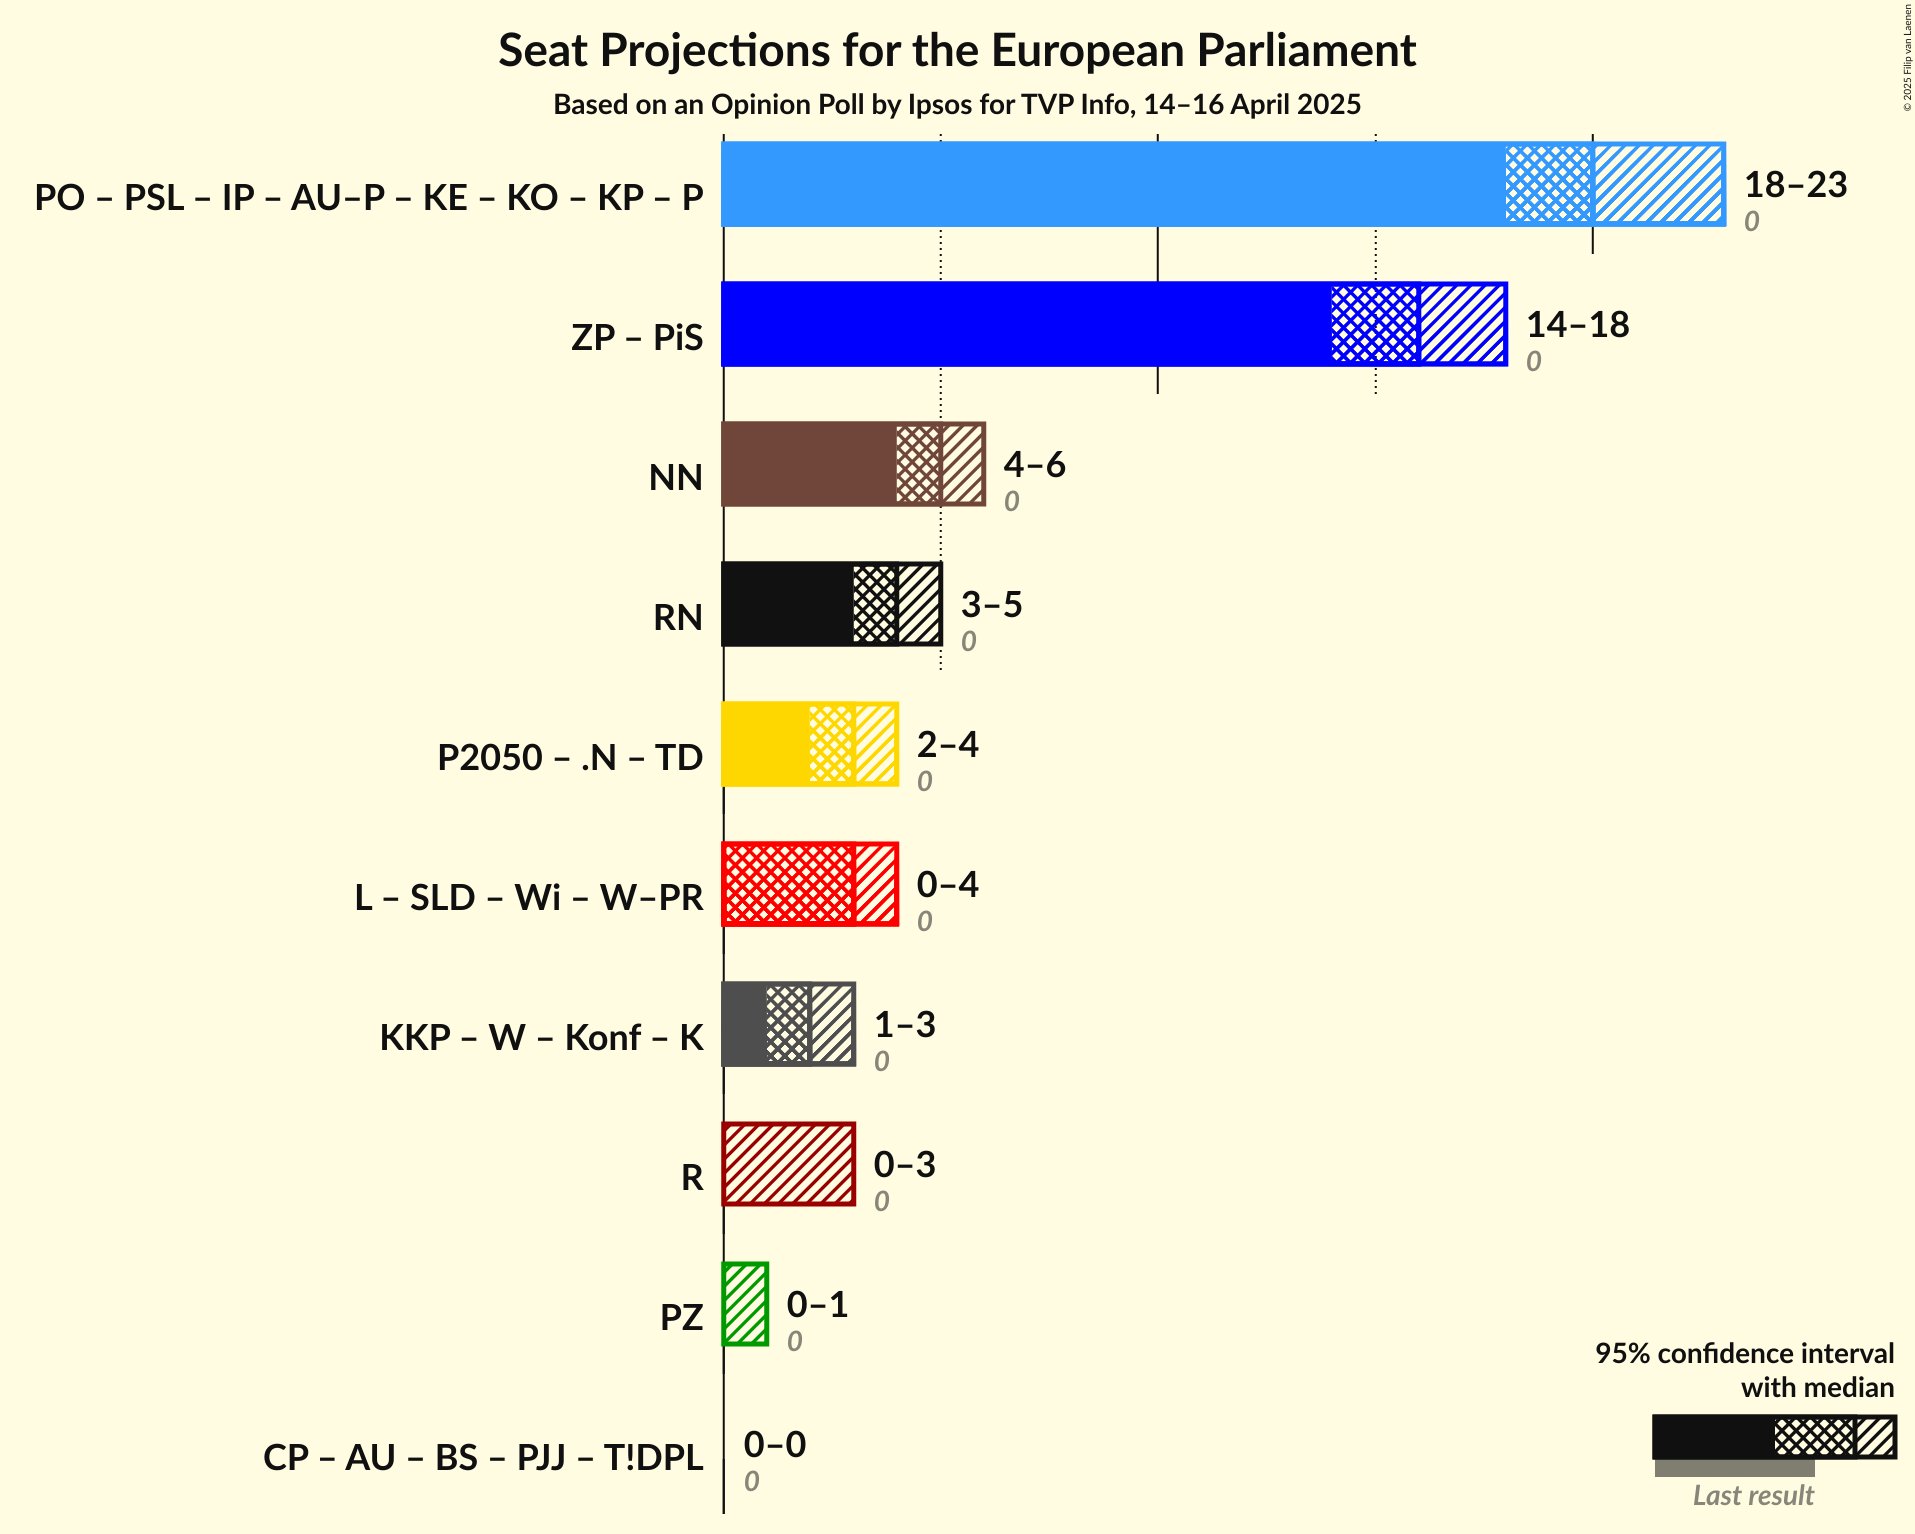 Seat Projections for the European Parliament
Based on an Opinion Poll by Ipsos for TVP Info, 14–16 April 2025
© 2025 Filip van Laenen
PO – PSL – IP – AU–P – KE – KO – KP – P
18–23
0
ZP – PiS
14–18
0
NN
4–6
0
RN
3–5
0
P2050 – .N – TD
2–4
0
L – SLD – Wi – W–PR
0–4
0
KKP – W – Konf – K
1–3
0
R
0–3
0
PZ
0–1
0
CP – AU – BS – PJJ – T!DPL
0–0
0
95% confidence interval
with median
Last result